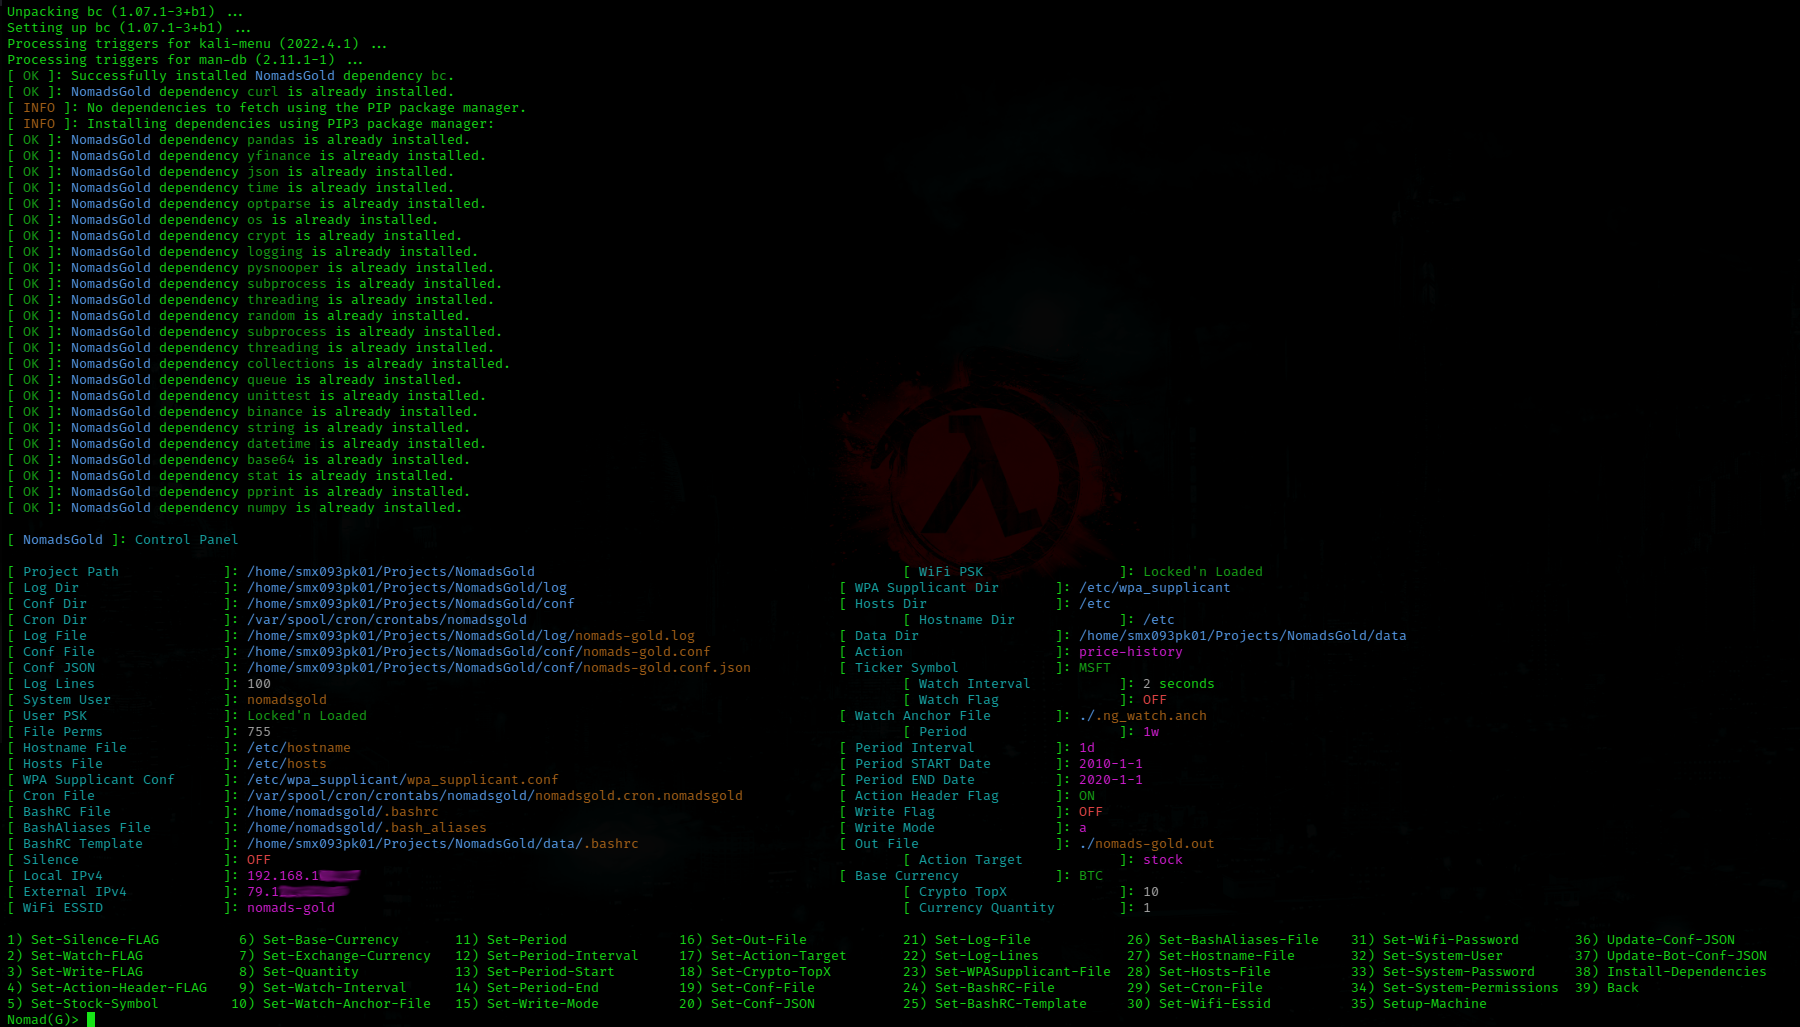 Unpacking bc (1.07.1-3+b1) ...
Setting up bc (1.07.1-3+b1) ...
Processing triggers for kali-menu (2022.4.1) ...
Processing triggers for man-db (2.11.1-1) ...
[ OK ]: Successfully installed NomadsGold dependency bc.
[ OK ]: NomadsGold dependency curl is already installed.
[ INFO ]: No dependencies to fetch using the PIP package manager.
[ INFO ]: Installing dependencies using PIP3 package manager:
[ OK ]: NomadsGold dependency pandas is already installed.
[ OK ]: NomadsGold dependency yfinance is already installed.
[ OK ]: NomadsGold dependency json is already installed.
[ OK ]: NomadsGold dependency time is already installed.
[ OK ]: NomadsGold dependency optparse is already installed.
[ OK ]: NomadsGold dependency os is already installed.
[ OK ]: NomadsGold dependency crypt is already installed.
[ OK ]: NomadsGold dependency logging is already installed.
[ OK ]: NomadsGold dependency pysnooper is already installed.
[ OK ]: NomadsGold dependency subprocess is already installed.
[ OK ]: NomadsGold dependency threading is already installed.
[ OK ]: NomadsGold dependency random is already installed.
[ OK ]: NomadsGold dependency subprocess is already installed.
[ OK ]: NomadsGold dependency threading is already installed.
[ OK ]: NomadsGold dependency collections is already installed.
[ OK ]: NomadsGold dependency queue is already installed.
[ OK ]: NomadsGold dependency unittest is already installed.
[ OK ]: NomadsGold dependency binance is already installed.
[ OK ]: NomadsGold dependency string is already installed.
[ OK ]: NomadsGold dependency datetime is already installed.
[ OK ]: NomadsGold dependency base64 is already installed.
[ OK ]: NomadsGold dependency stat is already installed.
[ OK ]: NomadsGold dependency pprint is already installed.
[ OK ]: NomadsGold dependency numpy is already installed.
[ NomadsGold ]: Control Panel
[ Project Path ]: /home/smx093pk01/Projects/NomadsGold [ WiFi PSK ]: Locked'n Loaded
[ Log Dir ]: /home/smx093pk01/Projects/NomadsGold/log [ WPA Supplicant Dir ]: /etc/wpa_supplicant
[ Conf Dir ]: /home/smx093pk01/Projects/NomadsGold/conf [ Hosts Dir ]: /etc
[ Cron Dir ]: /var/spool/cron/crontabs/nomadsgold [ Hostname Dir ]: /etc
[ Log File ]: /home/smx093pk01/Projects/NomadsGold/log/nomads-gold.log [ Data Dir ]: /home/smx093pk01/Projects/NomadsGold/data
[ Conf File ]: /home/smx093pk01/Projects/NomadsGold/conf/nomads-gold.conf [ Action ]: price-history
[ Conf JSON ]: /home/smx093pk01/Projects/NomadsGold/conf/nomads-gold.conf.json [ Ticker Symbol ]: MSFT
[ Log Lines ]: 100 [ Watch Interval ]: 2 seconds
[ System User ]: nomadsgold [ Watch Flag ]: OFF
[ User PSK ]: Locked'n Loaded [ Watch Anchor File ]: ./.ng_watch.anch
[ File Perms ]: 755 [ Period ]: 1w
[ Hostname File ]: /etc/hostname [ Period Interval ]: 1d
[ Hosts File ]: /etc/hosts [ Period START Date ]: 2010-1-1
[ WPA Supplicant Conf ]: /etc/wpa_supplicant/wpa_supplicant.conf [ Period END Date ]: 2020-1-1
[ Cron File ]: /var/spool/cron/crontabs/nomadsgold/nomadsgold.cron.nomadsgold [ Action Header Flag ]: ON
[ BashRC File ]: /home/nomadsgold/.bashrc [ Write Flag ]: OFF
[ BashAliases File ]: /home/nomadsgold/.bash_aliases [ Write Mode ]: a
[ BashRC Template ]: /home/smx093pk01/Projects/NomadsGold/data/.bashrc [ Out File ]: ./nomads-gold.out
[ Silence ]: OFF [ Action Target ]: stock
[ Local IPv4 ]: 192.168.1 [ Base Currency ]: BTC
[ External IPv4 ]: 79.1 [ Crypto TopX ]: 10
[ WiFi ESSID ]: nomads-gold [ Currency Quantity ]: 1
1) Set-Silence-FLAG 6) Set-Base-Currency 11) Set-Period 16) Set-Out-File 21) Set-Log-File 26) Set-BashAliases-File 31) Set-Wifi-Password 36) Update-Conf-JSON
2) Set-Watch-FLAG 7) Set-Exchange-Currency 12) Set-Period-Interval 17) Set-Action-Target 22) Set-Log-Lines 27) Set-Hostname-File 32) Set-System-User 37) Update-Bot-Conf-JSON
3) Set-Write-FLAG 8) Set-Quantity 13) Set-Period-Start 18) Set-Crypto-TopX 23) Set-WPASupplicant-File 28) Set-Hosts-File 33) Set-System-Password 38) Install-Dependencies
4) Set-Action-Header-FLAG 9) Set-Watch-Interval 14) Set-Period-End 19) Set-Conf-File 24) Set-BashRC-File 29) Set-Cron-File 34) Set-System-Permissions 39) Back
5) Set-Stock-Symbol 10) Set-Watch-Anchor-File 15) Set-Write-Mode 20) Set-Conf-JSON 25) Set-BashRC-Template 30) Set-Wifi-Essid 35) Setup-Machine
Nomad(G)>